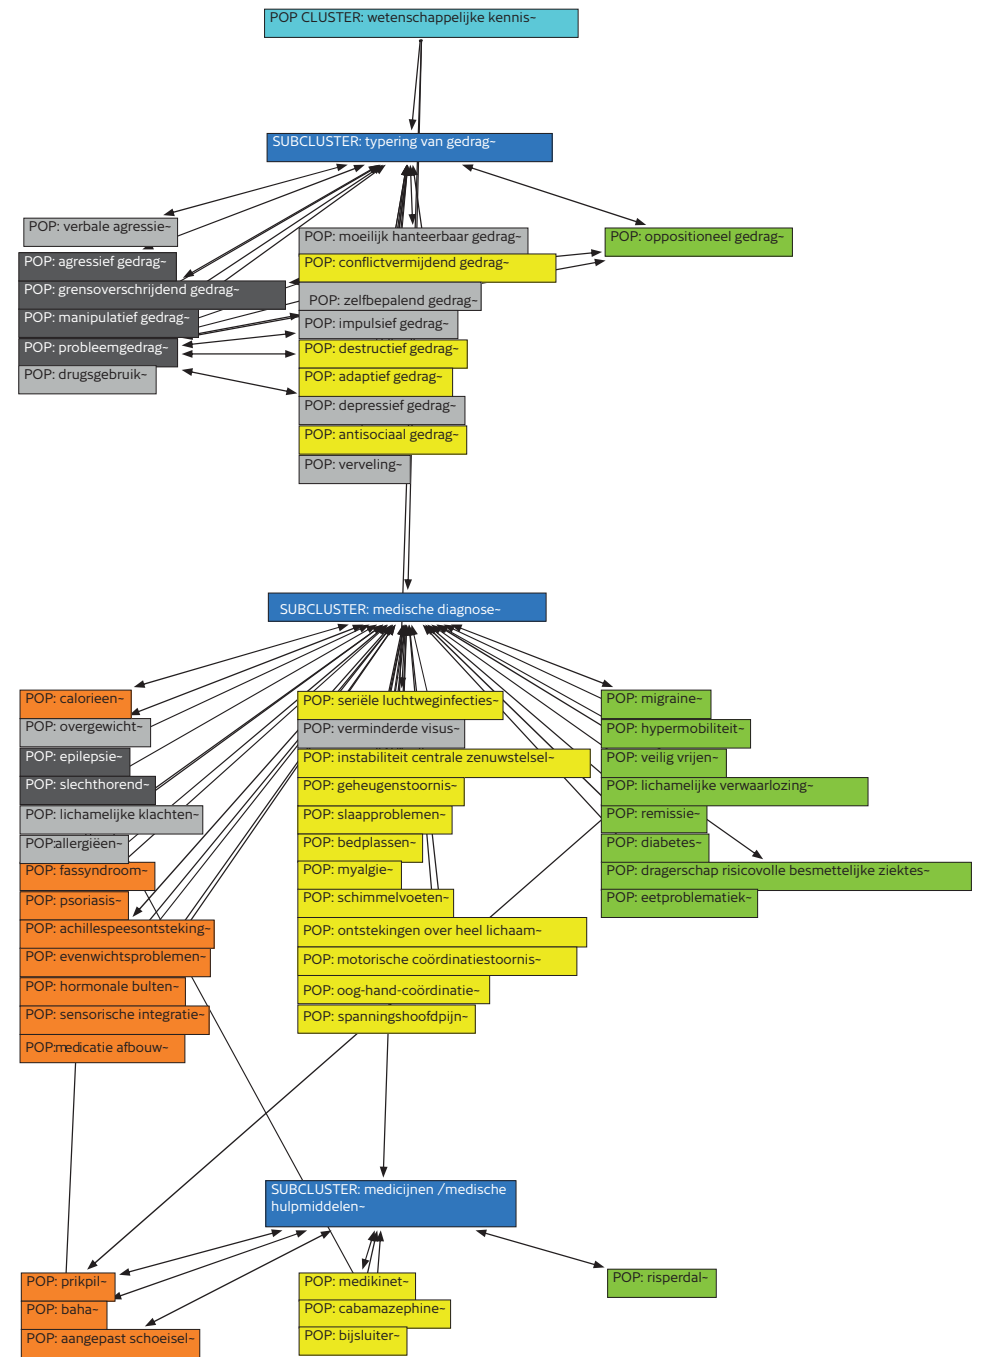 POP CLUSTER: wetenschappelijke kennis~
SUBCLUSTER: typering van gedrag~
POP: verbale agressie~
POP: agressief gedrag~
POP: grensoverschrijdend gedrag~
POP: manipulatief gedrag~
POP: probleemgedrag~
POP: drugsgebruik~
POP: moeilijk hanteerbaar gedrag~
POP: conflictvermijdend gedrag~
POP: zelfbepalend gedrag~
POP: impulsief gedrag~
POP: destructief gedrag~
POP: adaptief gedrag~
POP: depressief gedrag~
POP: antisociaal gedrag~
POP: verveling~
POP: oppositioneel gedrag~
SUBCLUSTER: medische diagnose~
POP: calorieen~
POP: overgewicht~
POP: epilepsie~
POP: slechthorend~
POP: lichamelijke klachten~
POP:allergiëen~
POP: fassyndroom~
POP: psoriasis~
POP: achillespeesontsteking~
POP: evenwichtsproblemen~
POP: hormonale bulten~
POP: sensorische integratie~
POP:medicatie afbouw~
POP: seriële luchtweginfecties~
POP: verminderde visus~
POP: instabiliteit centrale zenuwstelsel~
POP: geheugenstoornis~
POP: slaapproblemen~
POP: bedplassen~
POP: myalgie~
POP: schimmelvoeten~
POP: ontstekingen over heel lichaam~
POP: motorische coördinatiestoornis~
POP: oog-hand-coördinatie~
POP: spanningshoofdpijn~
POP: migraine~
POP: hypermobiliteit~
POP: veilig vrijen~
POP: lichamelijke verwaarlozing~
POP: remissie~
POP: diabetes~
POP: dragerschap risicovolle besmettelijke ziektes~
POP: eetproblematiek~
SUBCLUSTER: medicijnen /medische
hulpmiddelen~
POP: prikpil~
POP: baha~
POP: aangepast schoeisel~
POP: medikinet~
POP: cabamazephine~
POP: bijsluiter~
POP: risperdal~